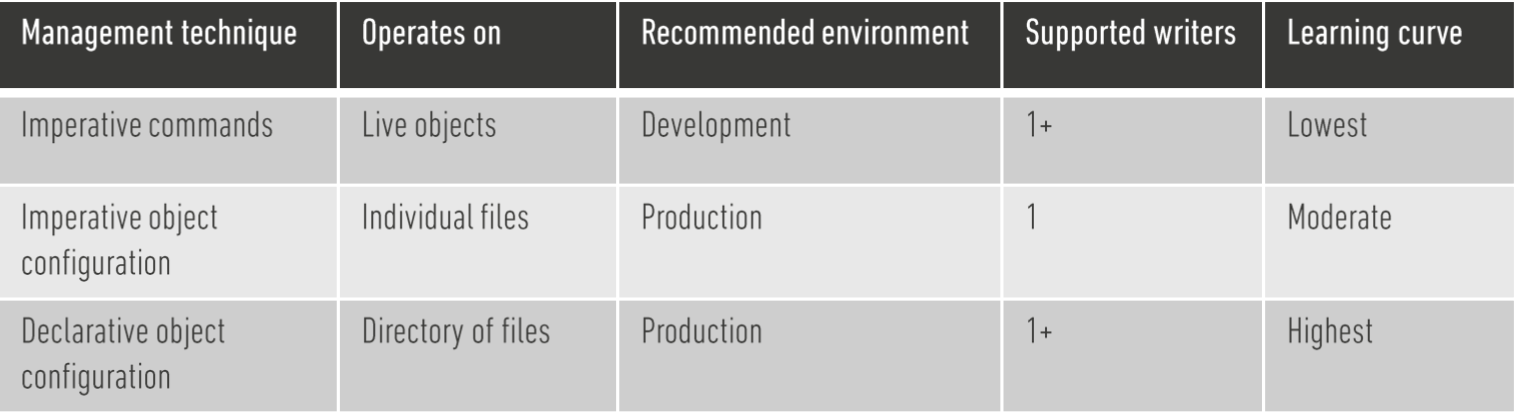 Management technique Operates on Recommended environment Supported writers Learning curve
Imperative commands Live objects Development 1+ Lowest
Imperative object Individual files Production 1 Moderate
configuration
Declarative object Directory of files Production 1+ Highest
configuration